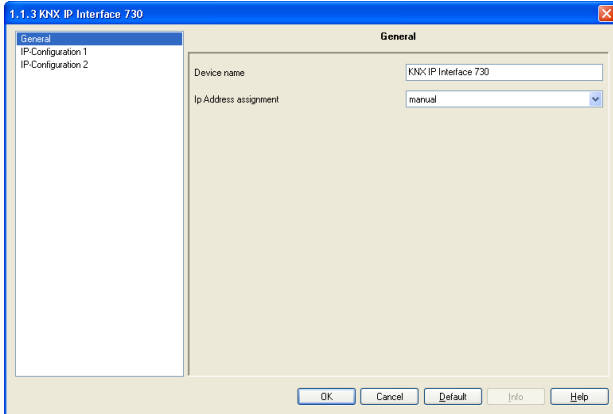 1.1.3 KNX IP Interface 730
General
IP-Configuration 1
IP-Configuration 2
General
Device name
KNX IP Interface 730
Ip Address assignment
manual
OK
Cancel
Default
Info
Help